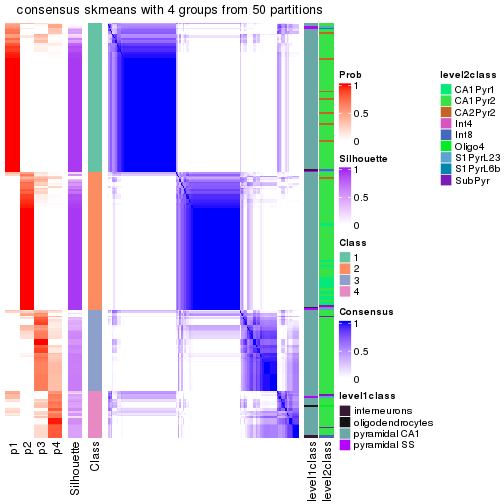 consensus skmeans with 4 groups from 50 partitions
p1
p2
p3
p4
Silhouette
Class
level1class
level2class
Prob
1
0.5
0
Silhouette
1
0.5
0
Class
1
2
3
4
Consensus
1
0.5
0
level1class
interneurons
oligodendrocytes
pyramidal CA1
pyramidal SS
level2class
CA1Pyr1
CA1Pyr2
CA2Pyr2
Int4
Int8
Oligo4
S1PyrL23
S1PyrL6b
SubPyr